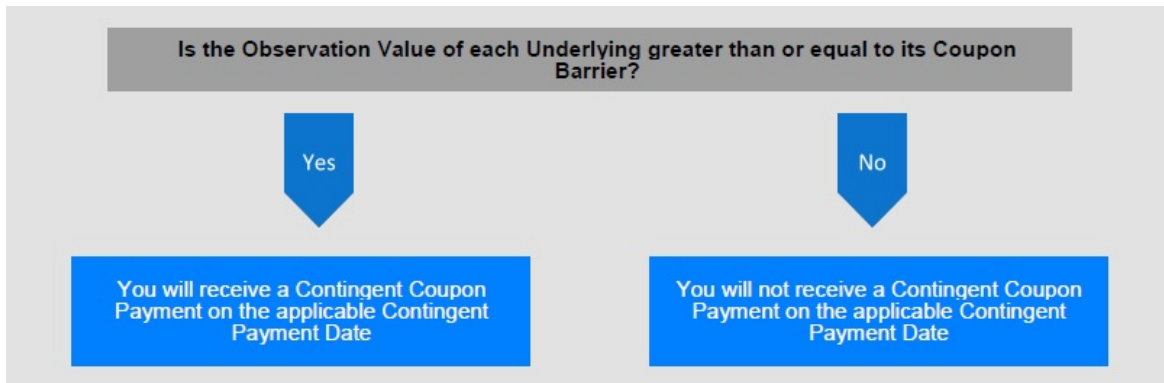 Is the Observation Value of each Underlying greater than or equal to its Coupon
Barrier?
Yes
No
You will receive a Contingent Coupon
Payment on the applicable Contingent
Payment Date
You will not receive a Contingent Coupon
Payment on the applicable Contingent
Payment Date